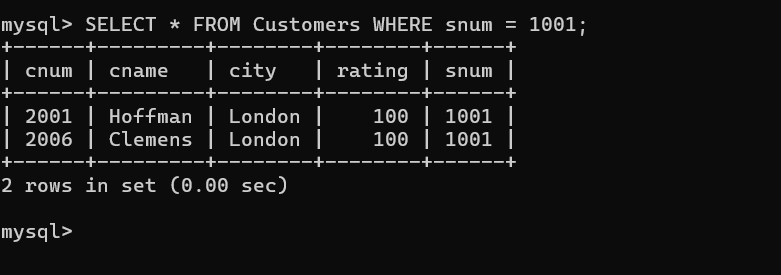 mysql> SELECT * FROM Customers WHERE snum = 1001;
+------+---------+--------+--------+------+
| cnum | cname   | city   | rating | snum |
+------+---------+--------+--------+------+
| 2001 | Hoffman | London |    100 | 1001 |
| 2006 | Clemens | London |    100 | 1001 |
+------+---------+--------+--------+------+
2 rows in set (0.00 sec)

mysql>